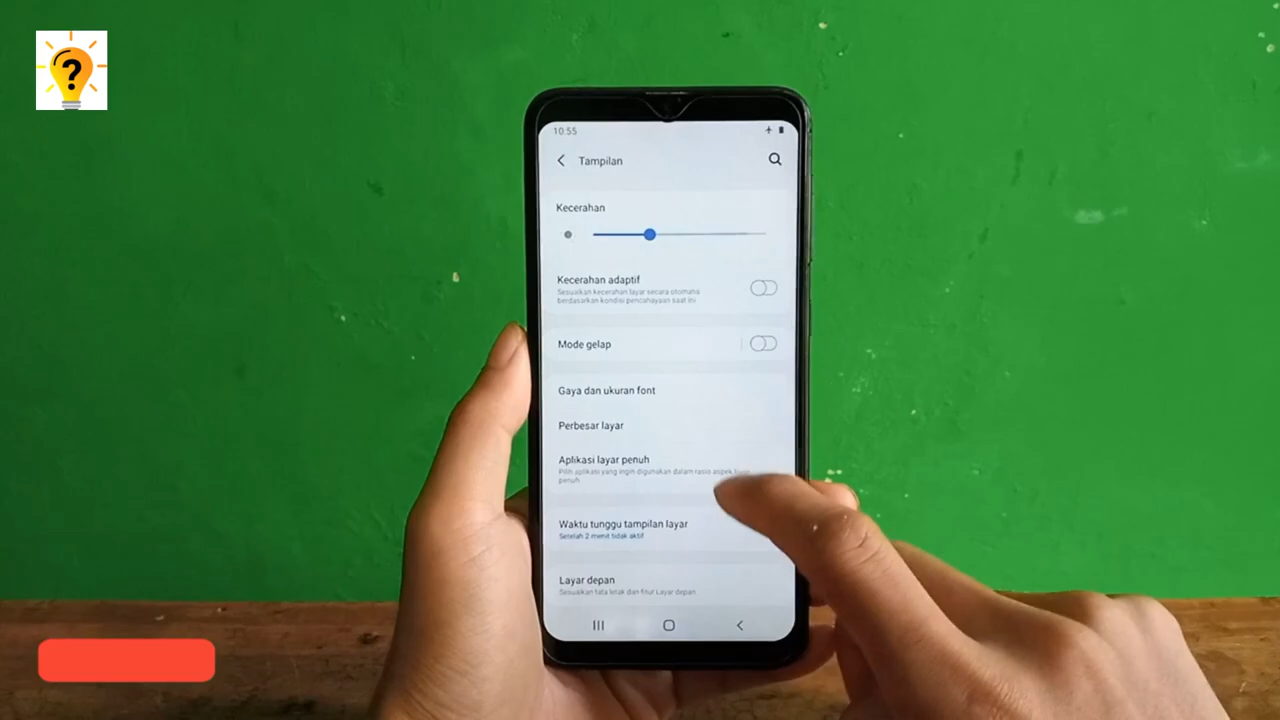 ?
10:55
Tampilan
Kecerahan
Kecerahan adaptif
Sesuaikan kecerahan layar secara otomatis
berdasarkan kondisi pencahayaan saat ini
Mode gelap
Gaya dan ukuran font
Perbesar layar
Aplikasi layar penuh
Pilih aplikasi yang ingin digunakan dalam rasio aspek layar
penuh
Waktu tunggu tampilan layar
Setelah 2 menit tidak aktif
Layar depan
Sesuaikan tata letak dan fitur Layar depan